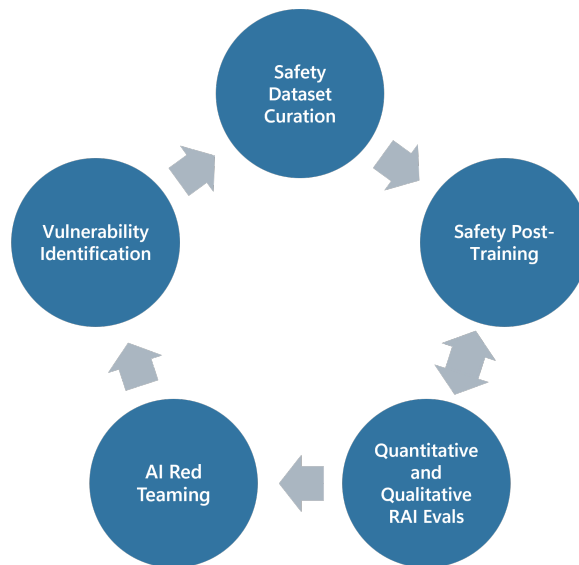 Safety
Dataset
Curation
Safety Post-
Training
Quantitative
and
Qualitative
RAI Evals
AI Red
Teaming
Vulnerability
Identification